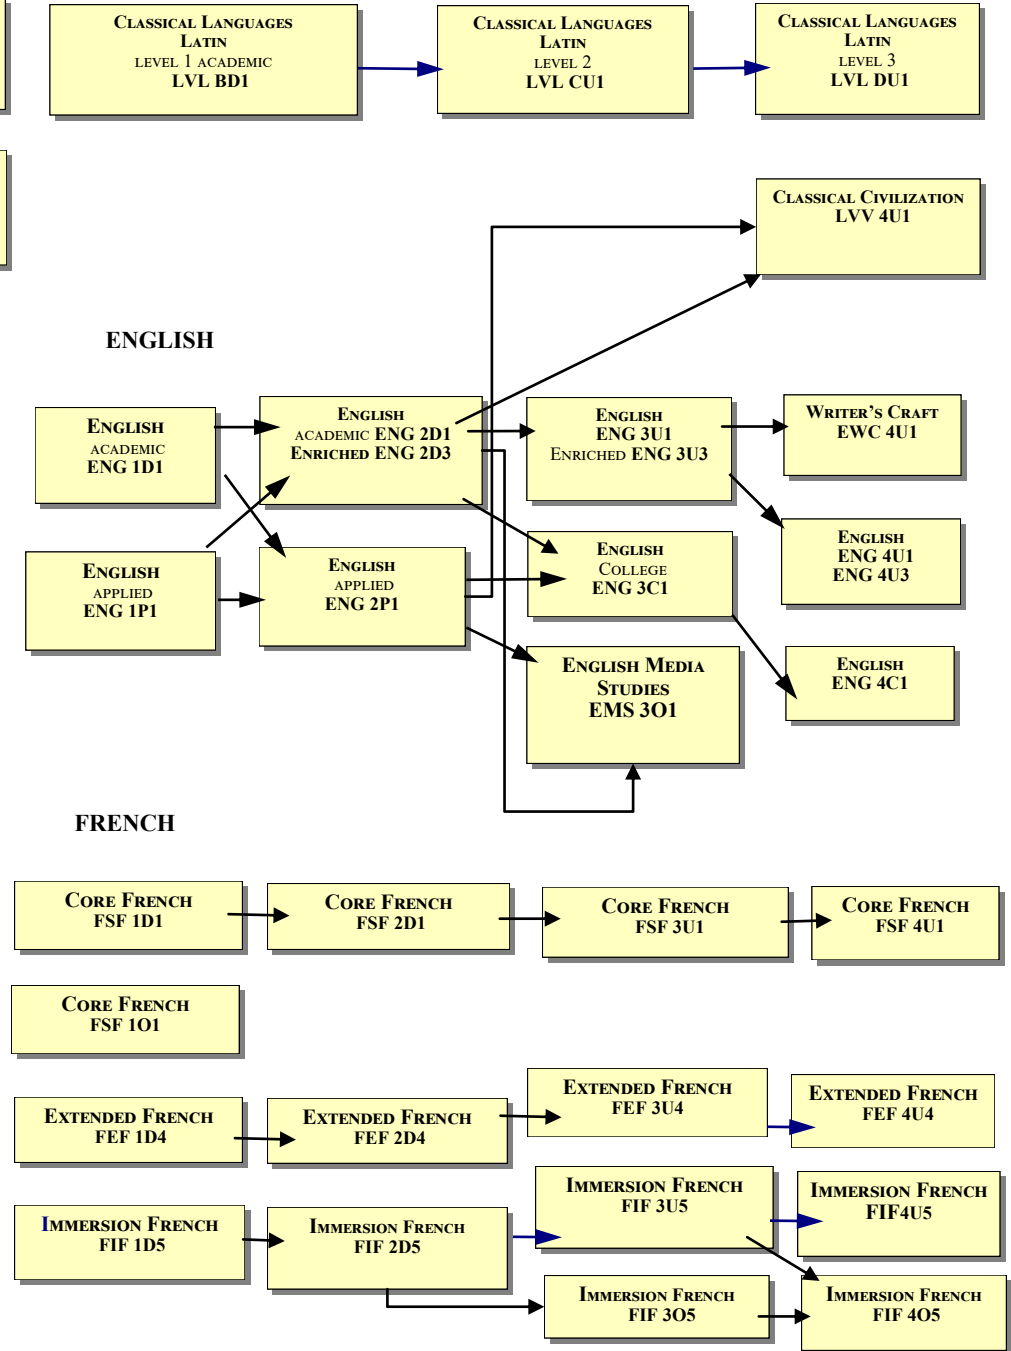 Classical Languages
Latin
level 1 academic
LVL BD1
Classical Languages
Latin
level 2
LVL CU1
Classical Languages
Latin
level 3
LVL DU1
Classical Civilization
LVV 4U1
ENGLISH
English
academic
ENG 1D1
English
academic ENG 2D1
Enriched ENG 2D3
English
ENG 3U1
Enriched ENG 3U3
Writer's Craft
EWC 4U1
English
ENG 4U1
ENG 4U3
English
applied
ENG 1P1
English
applied
ENG 2P1
English
College
ENG 3C1
English
ENG 4C1
English Media
Studies
EMS 3O1
FRENCH
Core French
FSF 1D1
Core French
FSF 2D1
Core French
FSF 3U1
Core French
FSF 4U1
Core French
FSF 1O1
Extended French
FEF 1D4
Extended French
FEF 2D4
Extended French
FEF 3U4
Extended French
FEF 4U4
Immersion French
FIF 1D5
Immersion French
FIF 2D5
Immersion French
FIF 3U5
Immersion French
FIF4U5
Immersion French
FIF 3O5
Immersion French
FIF 4O5